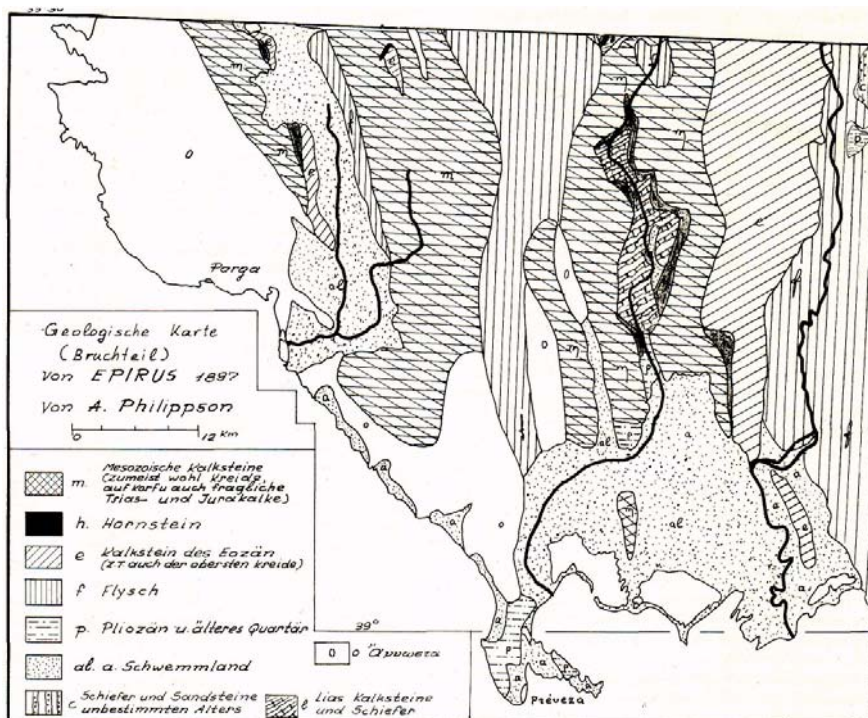 Parga
Geologische Karte
(Bruchteil)
Von EPIRUS 1897
Von A. Philippson
0 12 Km
m. Mesozoische Kalksteine
(zumeist wohl Kreide,
auf Korfu auch fragliche
Trias- und Jurakalke)
h. Hornstein
e Kalkstein des Eozän
(z.T. auch der obersten Kreide)
f Flysch
p. Pliozän u. älteres Quartär
al. a. Schwemmland
c Schiefer und Sandsteine
unbestimmten Alters
l Lias Kalksteine
und Schiefer
39°
Préveza